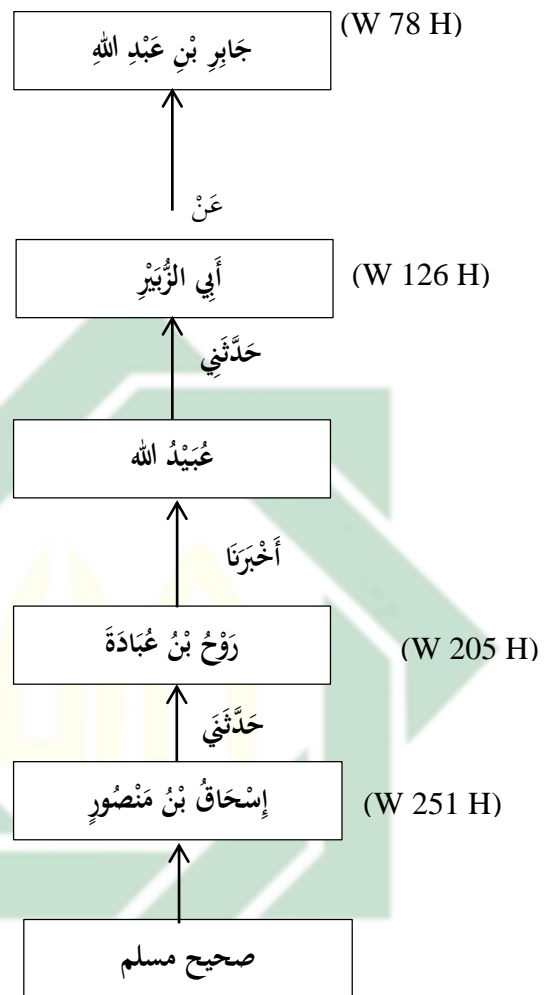 جَابِرِ بْنِ عَبْدِ اللهِ (W 78 H)
عَنْ
أَبِي الزُّبَيْرِ (W 126 H)
حَدَّثَنِي
عُبَيْدُ الله
أَخْبَرَنَا
رَوْحُ بْنُ عُبَادَةَ (W 205 H)
حَدَّثَنَي
إِسْحَاقُ بْنُ مَنْصُورٍ (W 251 H)
صحيح مسلم